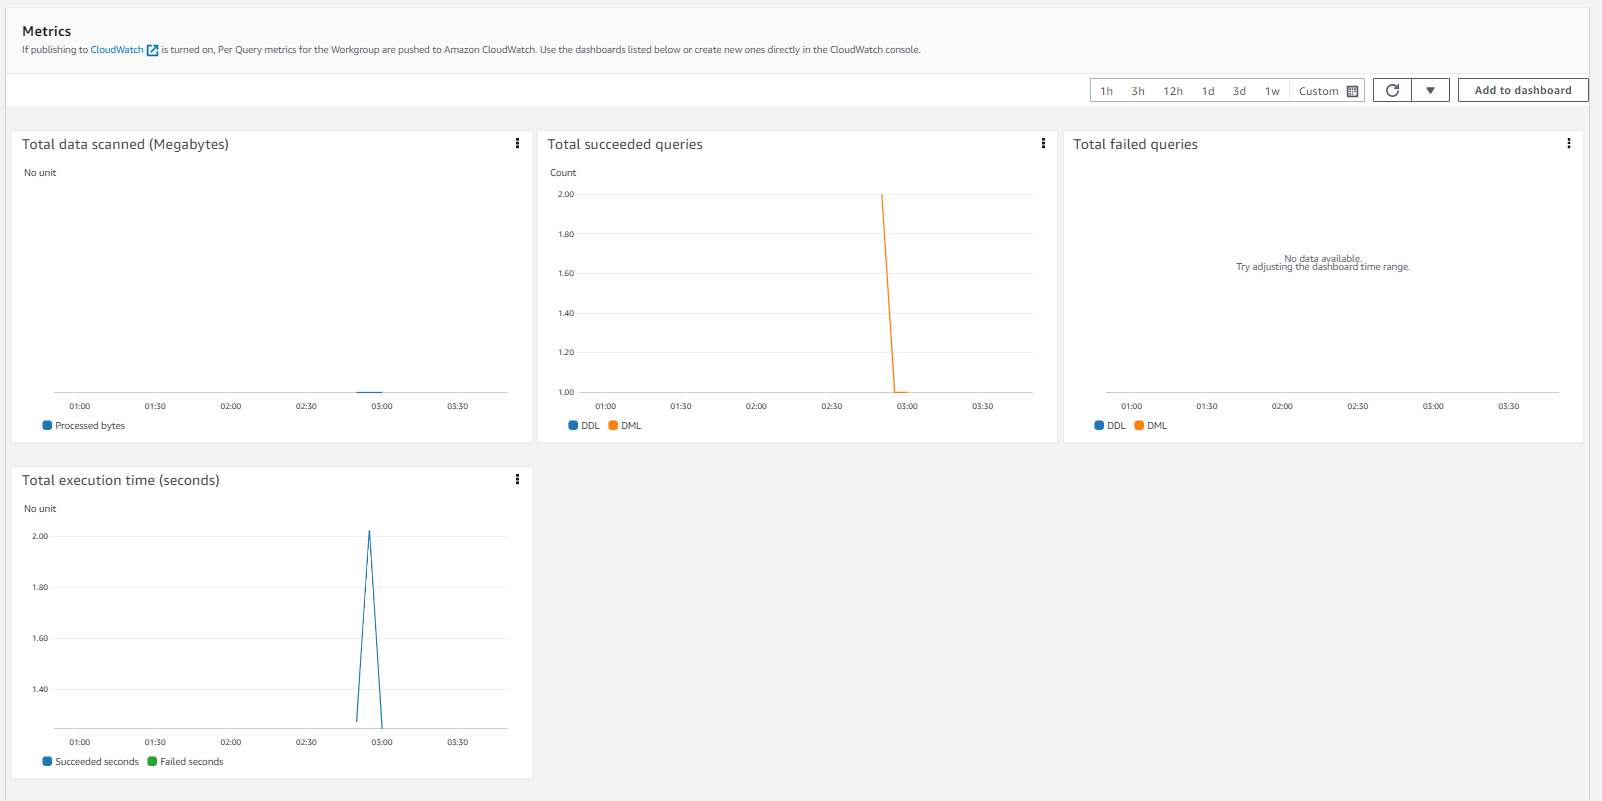 Metrics
If publishing to CloudWatch is turned on, Per Query metrics for the Workgroup are pushed to Amazon CloudWatch. Use the dashboards listed below or create new ones directly in the CloudWatch console.
1h 3h 12h 1d 3d 1w Custom Add to dashboard
Total data scanned (Megabytes)
No unit
01:00 01:30 02:00 02:30 03:00 03:30
Processed bytes
Total succeeded queries
Count
2.00
1.80
1.60
1.40
1.20
1.00
01:00 01:30 02:00 02:30 03:00 03:30
DDL DML
Total failed queries
No data available.
Try adjusting the dashboard time range.
01:00 01:30 02:00 02:30 03:00 03:30
DDL DML
Total execution time (seconds)
No unit
2.00
1.80
1.60
1.40
01:00 01:30 02:00 02:30 03:00 03:30
Succeeded seconds Failed seconds